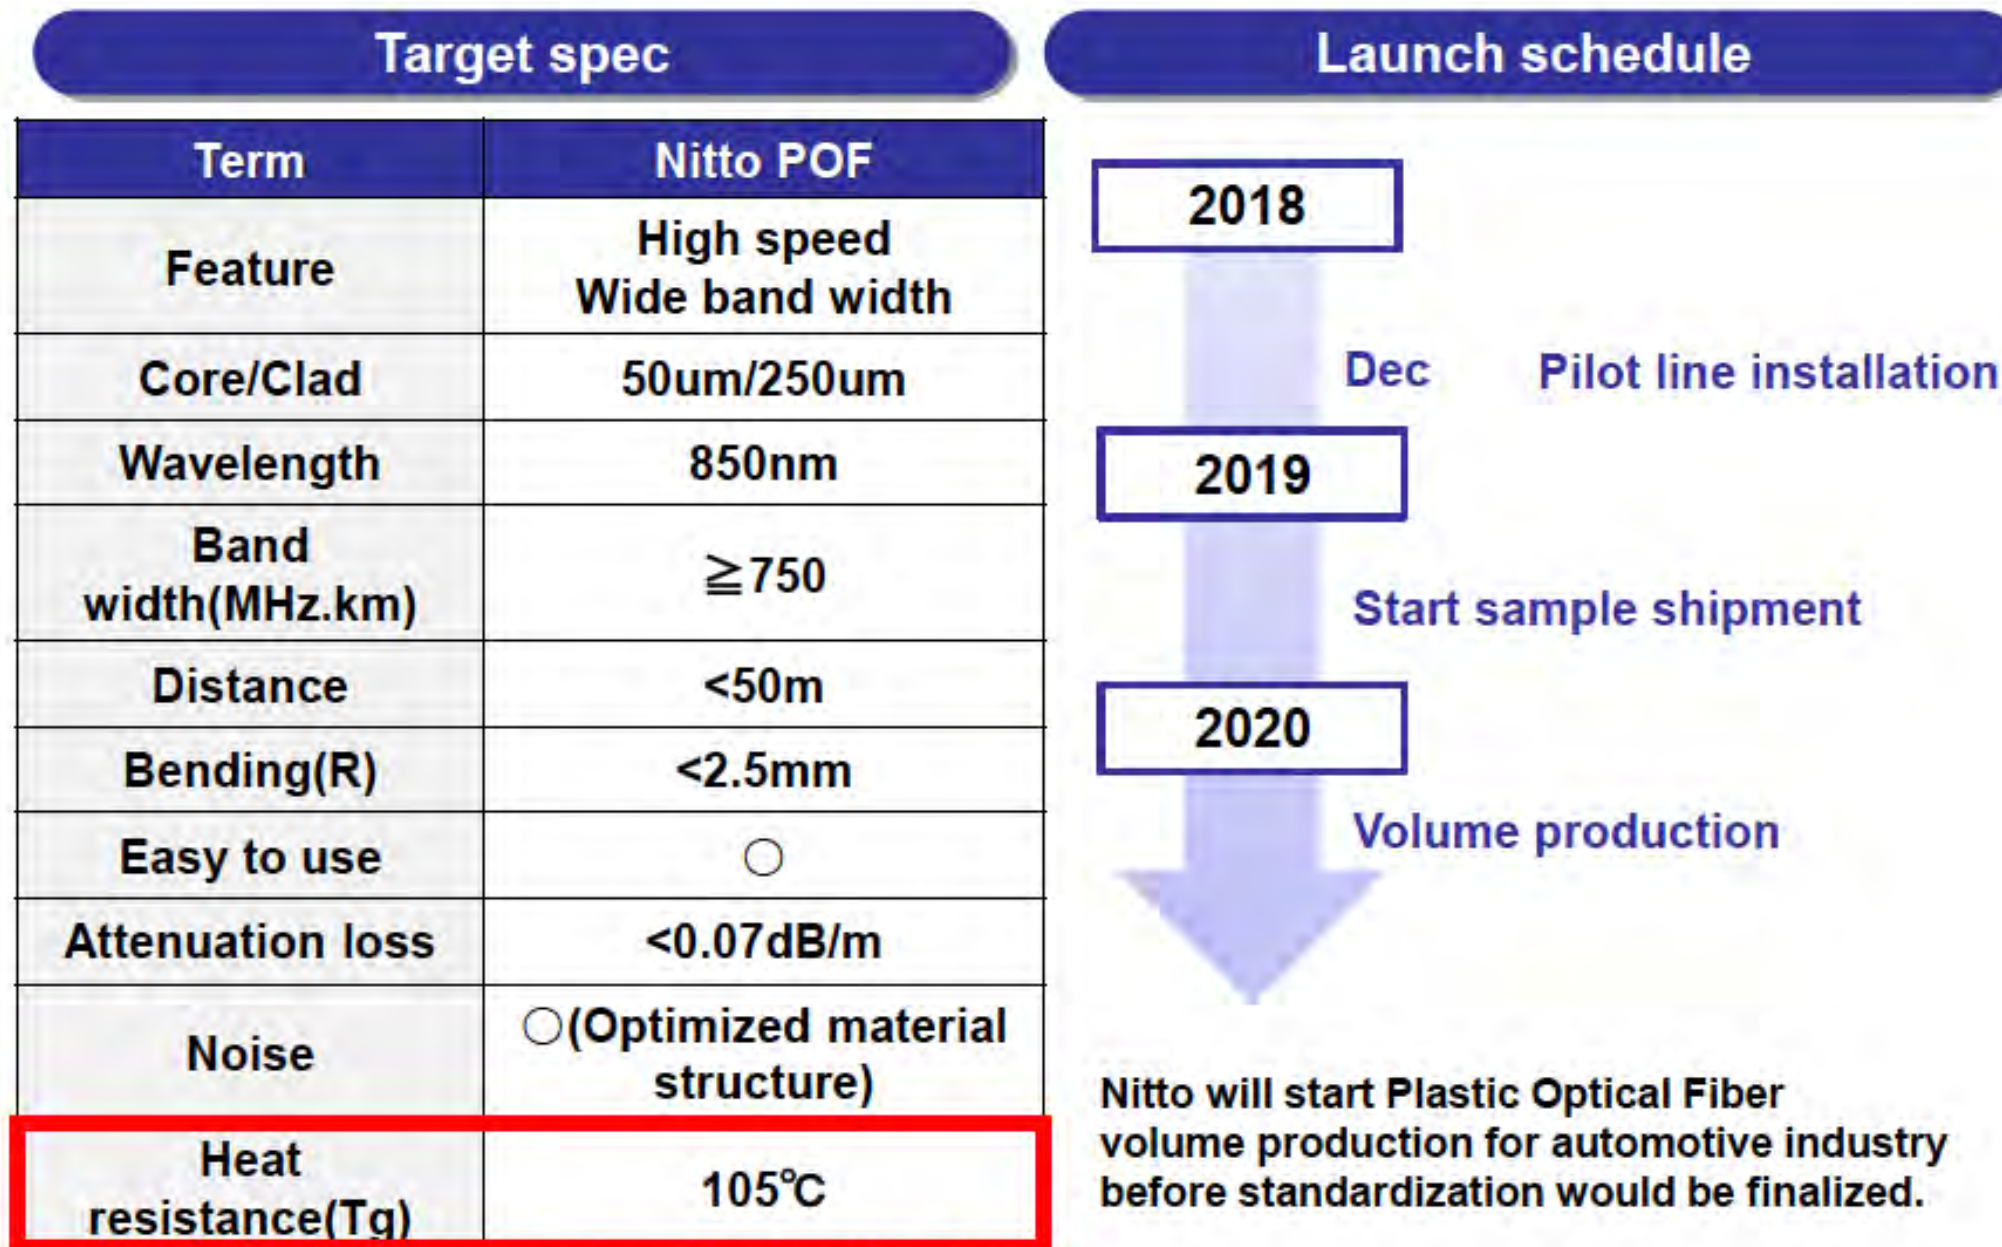 Target spec
Launch schedule
Term
Nitto POF
Feature
High speed
Wide band width
Core/Clad
50um/250um
Wavelength
850nm
Band
width(MHz.km)
≧750
Distance
<50m
Bending(R)
<2.5mm
Easy to use
○
Attenuation loss
<0.07dB/m
Noise
○(Optimized material
structure)
Heat
resistance(Tg)
105℃
2018
Dec Pilot line installation
2019
Start sample shipment
2020
Volume production
Nitto will start Plastic Optical Fiber
volume production for automotive industry
before standardization would be finalized.